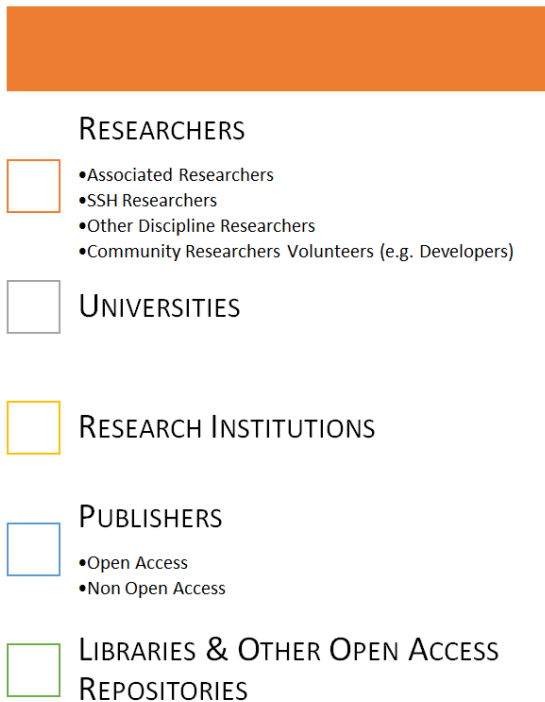 RESEARCHERS
•Associated Researchers
•SSH Researchers
•Other Discipline Researchers
•Community Researchers Volunteers (e.g. Developers)
UNIVERSITIES
RESEARCH INSTITUTIONS
PUBLISHERS
•Open Access
•Non Open Access
LIBRARIES & OTHER OPEN ACCESS
REPOSITORIES